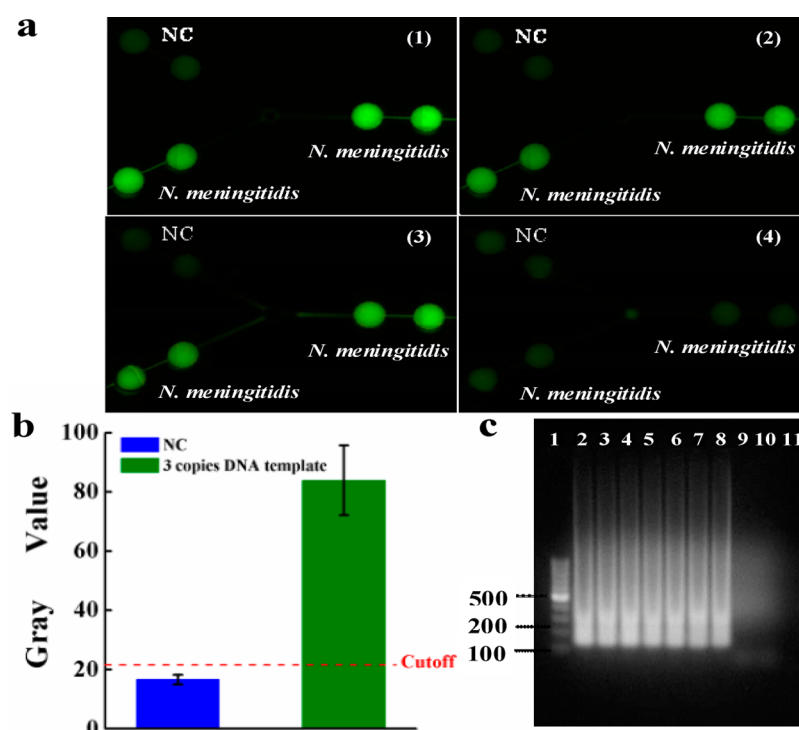 a
NC (1)
N. meningitidis
N. meningitidis
NC (2)
N. meningitidis
N. meningitidis
NC (3)
N. meningitidis
N. meningitidis
NC (4)
N. meningitidis
N. meningitidis
b
100
80
60
40
20
0
Gray Value
NC
3 copies DNA template
Cutoff
c
1 2 3 4 5 6 7 8 9 10 11
500
200
100